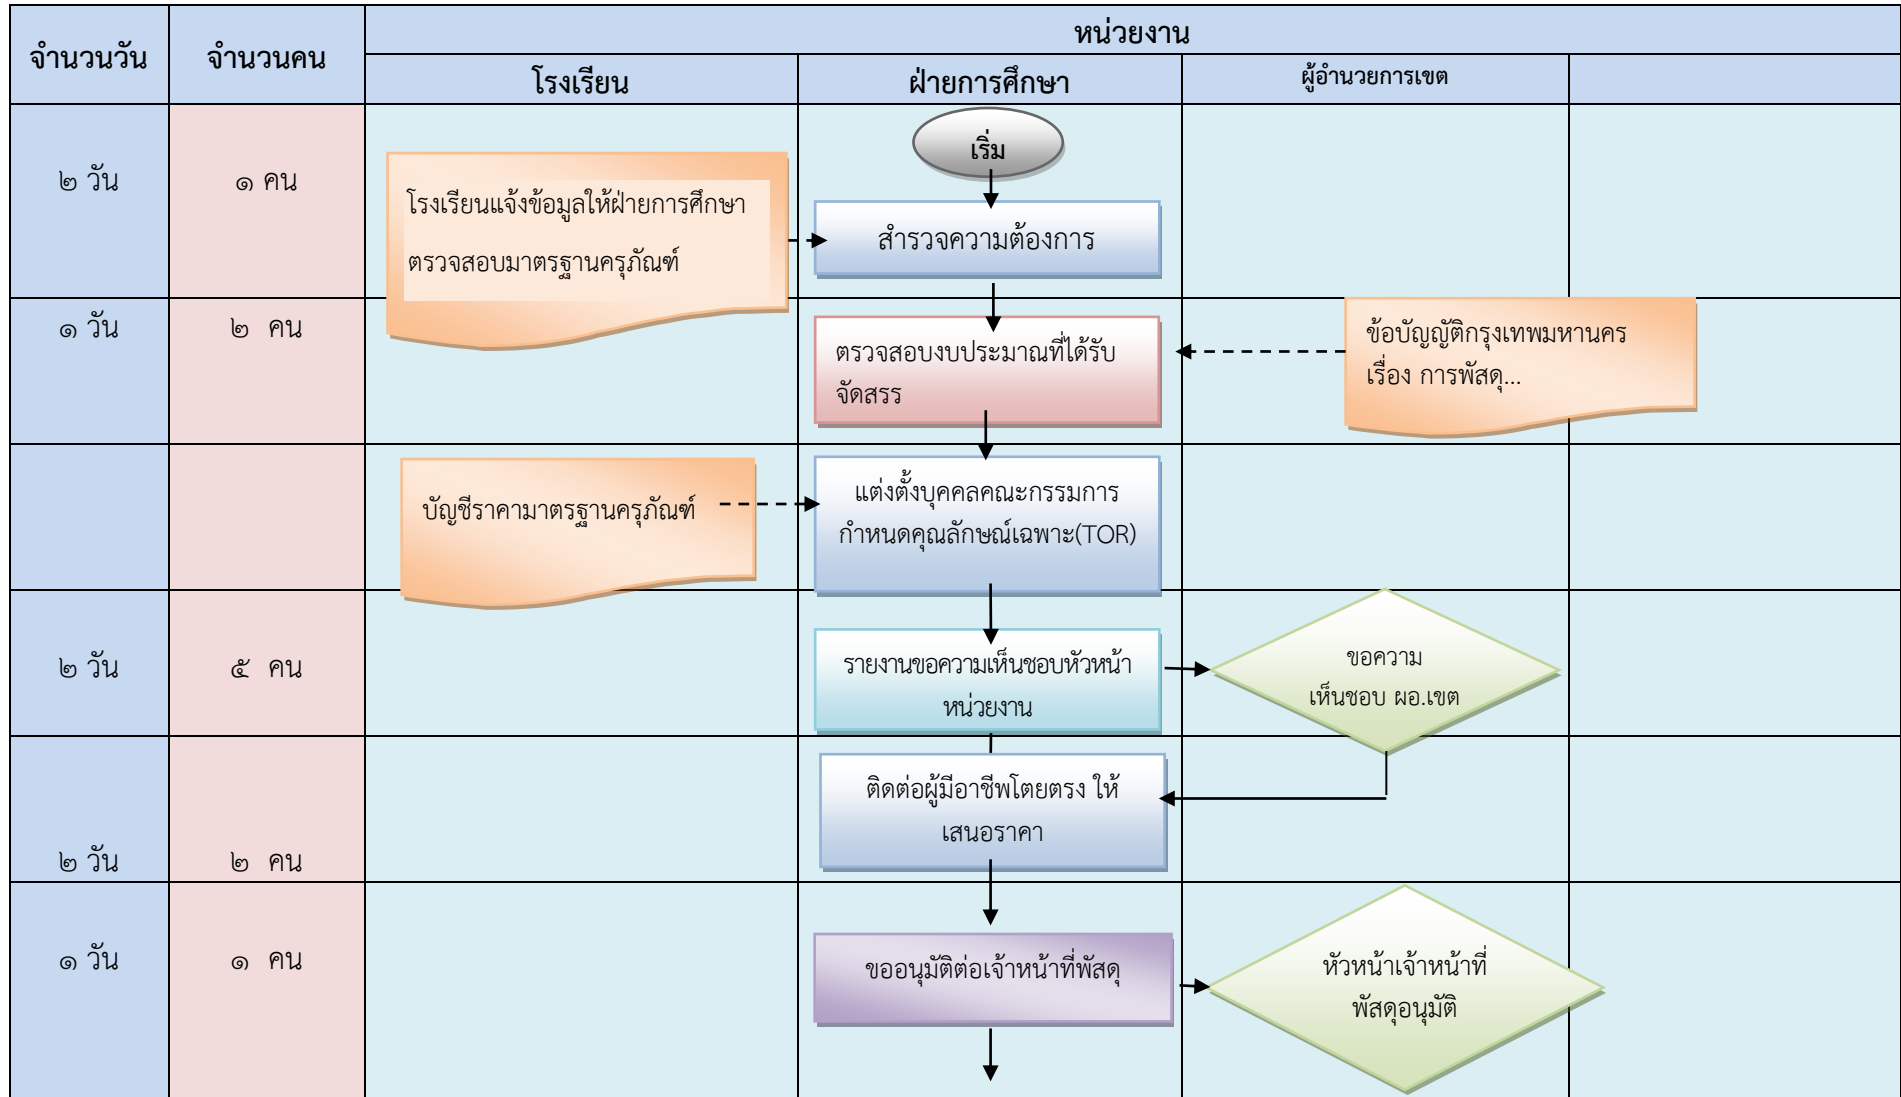 จำนวนวัน
จำนวนคน
หน่วยงาน
โรงเรียน
ฝ่ายการศึกษา
ผู้อำนวยการเขต
๒ วัน
๑ คน
เริ่ม
โรงเรียนแจ้งข้อมูลให้ฝ่ายการศึกษา
ตรวจสอบมาตรฐานครุภัณฑ์
สำรวจความต้องการ
๑ วัน
๒ คน
ตรวจสอบงบประมาณที่ได้รับ
จัดสรร
ข้อบัญญัติกรุงเทพมหานคร
เรื่อง การพัสดุ...
บัญชีราคามาตรฐานครุภัณฑ์
แต่งตั้งบุคคลคณะกรรมการ
กำหนดคุณลักษณ์เฉพาะ(TOR)
๒ วัน
๕ คน
รายงานขอความเห็นชอบหัวหน้า
หน่วยงาน
ขอความ
เห็นชอบ ผอ.เขต
๒ วัน
๒ คน
ติดต่อผู้มีอาชีพโตยตรง ให้
เสนอราคา
๑ วัน
๑ คน
ขออนุมัติต่อเจ้าหน้าที่พัสดุ
หัวหน้าเจ้าหน้าที่
พัสดุอนุมัติ